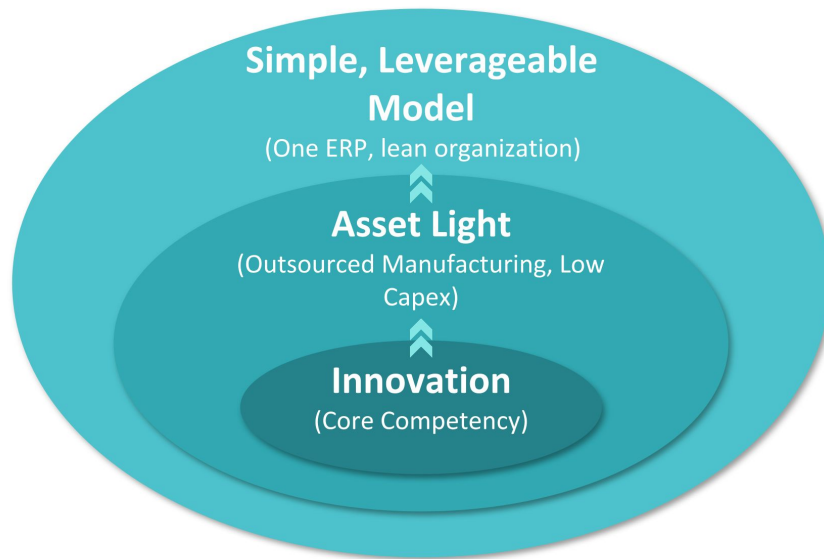 Simple, Leverageable
Model
(One ERP, lean organization)
Asset Light
(Outsourced Manufacturing, Low
Capex)
Innovation
(Core Competency)